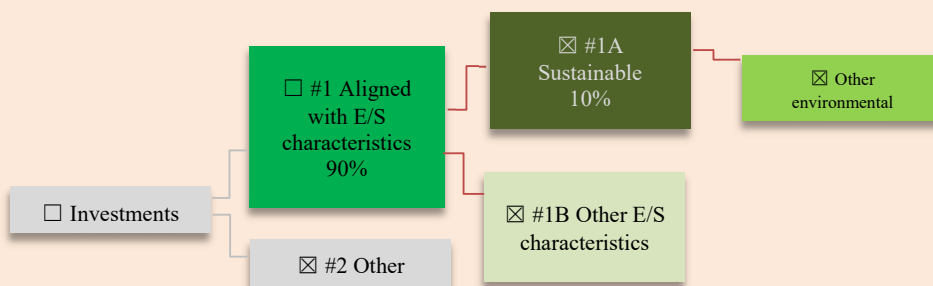 ☒ #1A
Sustainable
10%
☒ Other
environmental
☐ #1 Aligned
with E/S
characteristics
90%
☐ Investments
☒ #1B Other E/S
characteristics
☒ #2 Other